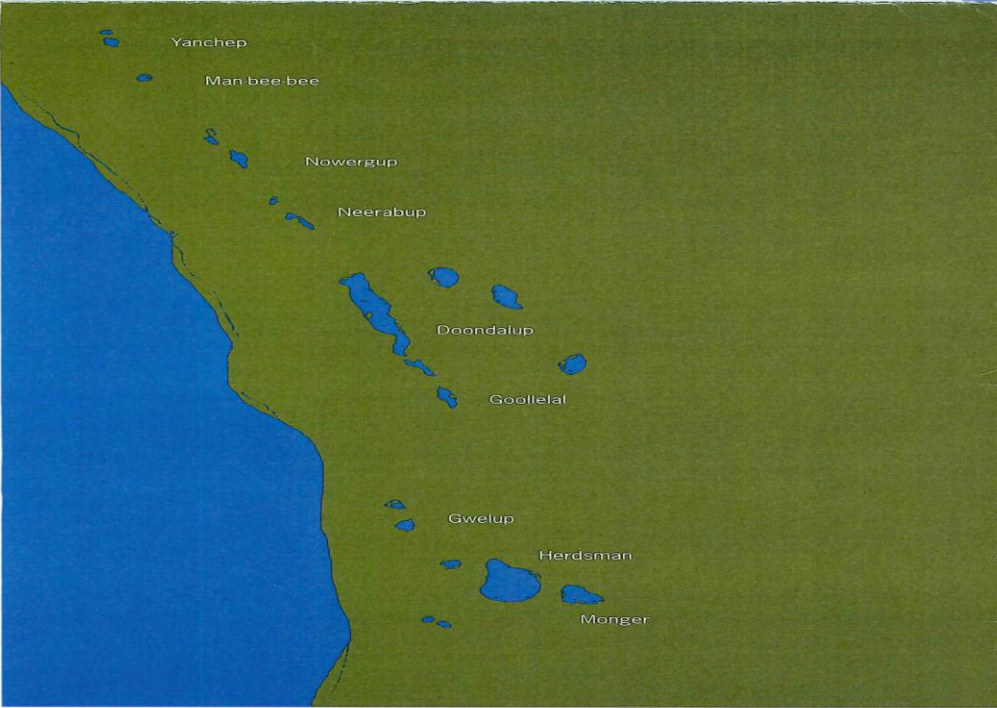 Yanchep
Man-bee-bee
Nowergup
Neerabup
Doondalup
Goollelal
Gwelup
Herdsman
Monger